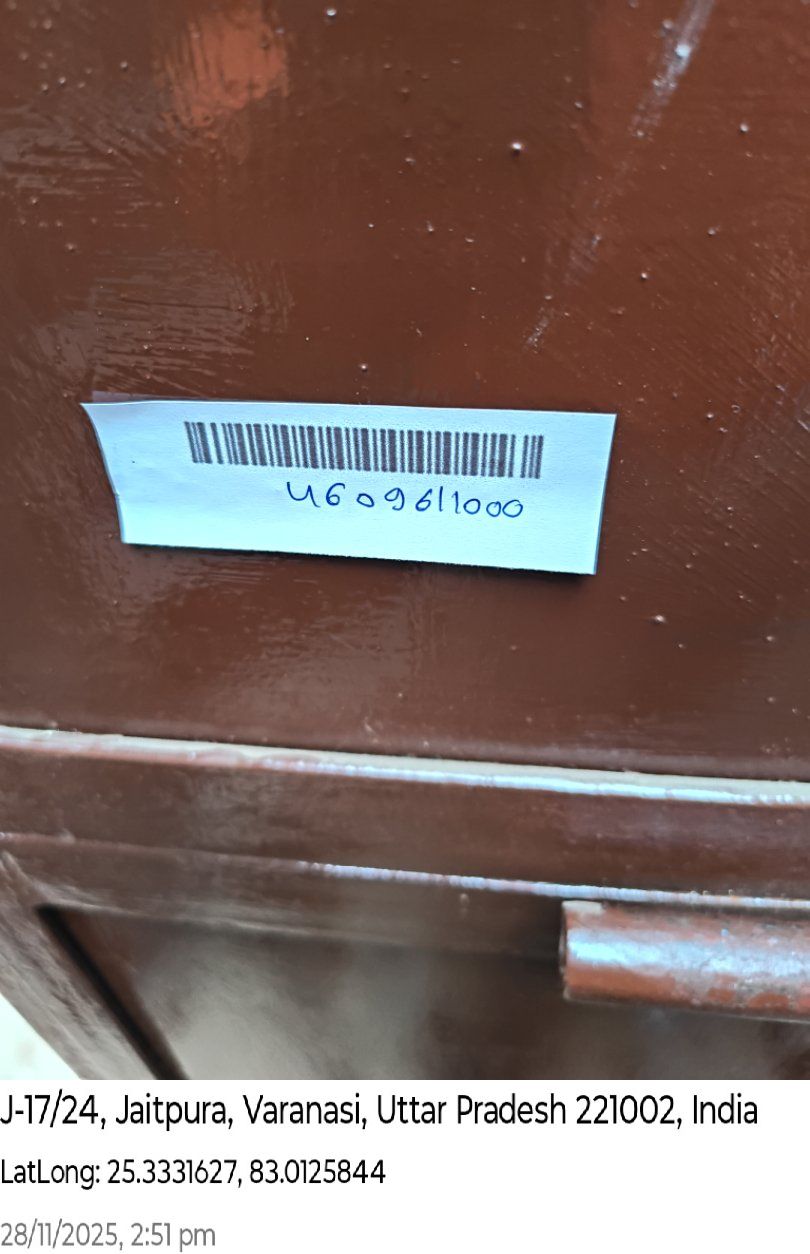 4609611000
J-17/24, Jaitpura, Varanasi, Uttar Pradesh 221002, India
LatLong: 25.3331627, 83.0125844
28/11/2025, 2:51 pm